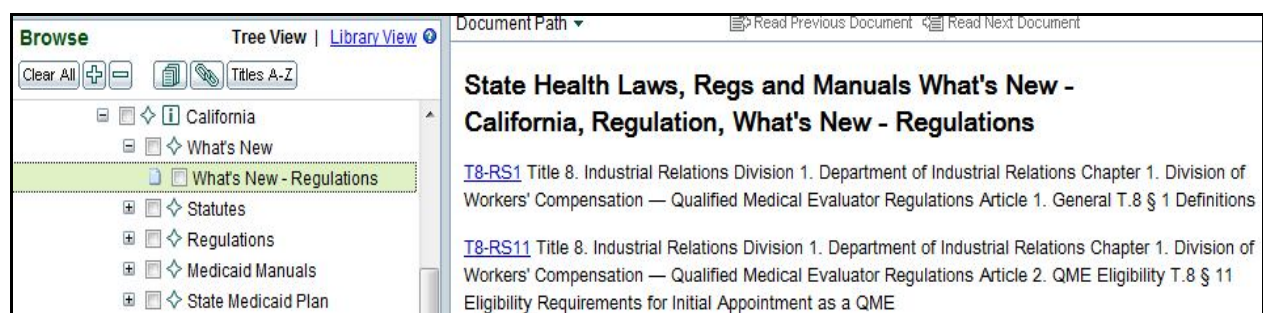 Browse
Tree View | Library View
Clear All
Titles A-Z
California
What's New
What's New - Regulations
Statutes
Regulations
Medicaid Manuals
State Medicaid Plan
Document Path
Read Previous Document
Read Next Document
State Health Laws, Regs and Manuals What's New -
California, Regulation, What's New - Regulations
T8-RS1 Title 8. Industrial Relations Division 1. Department of Industrial Relations Chapter 1. Division of
Workers' Compensation — Qualified Medical Evaluator Regulations Article 1. General T.8 § 1 Definitions
T8-RS11 Title 8. Industrial Relations Division 1. Department of Industrial Relations Chapter 1. Division of
Workers' Compensation — Qualified Medical Evaluator Regulations Article 2. QME Eligibility T.8 § 11
Eligibility Requirements for Initial Appointment as a QME